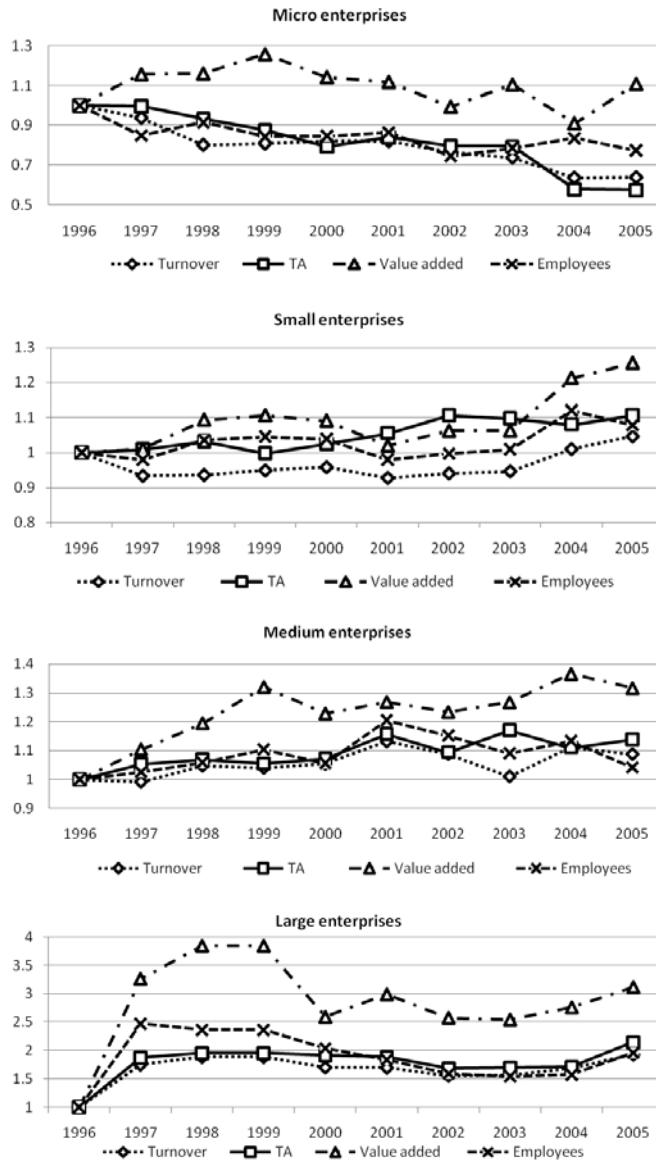 Micro enterprises
1.3
1.1
0.9
0.7
0.5
1996 1997 1998 1999 2000 2001 2002 2003 2004 2005
Turnover TA Value added Employees
Small enterprises
1.3
1.2
1.1
1
0.9
0.8
1996 1997 1998 1999 2000 2001 2002 2003 2004 2005
Turnover TA Value added Employees
Medium enterprises
1.4
1.3
1.2
1.1
1
0.9
1996 1997 1998 1999 2000 2001 2002 2003 2004 2005
Turnover TA Value added Employees
Large enterprises
4
3.5
3
2.5
2
1.5
1
1996 1997 1998 1999 2000 2001 2002 2003 2004 2005
Turnover TA Value added Employees